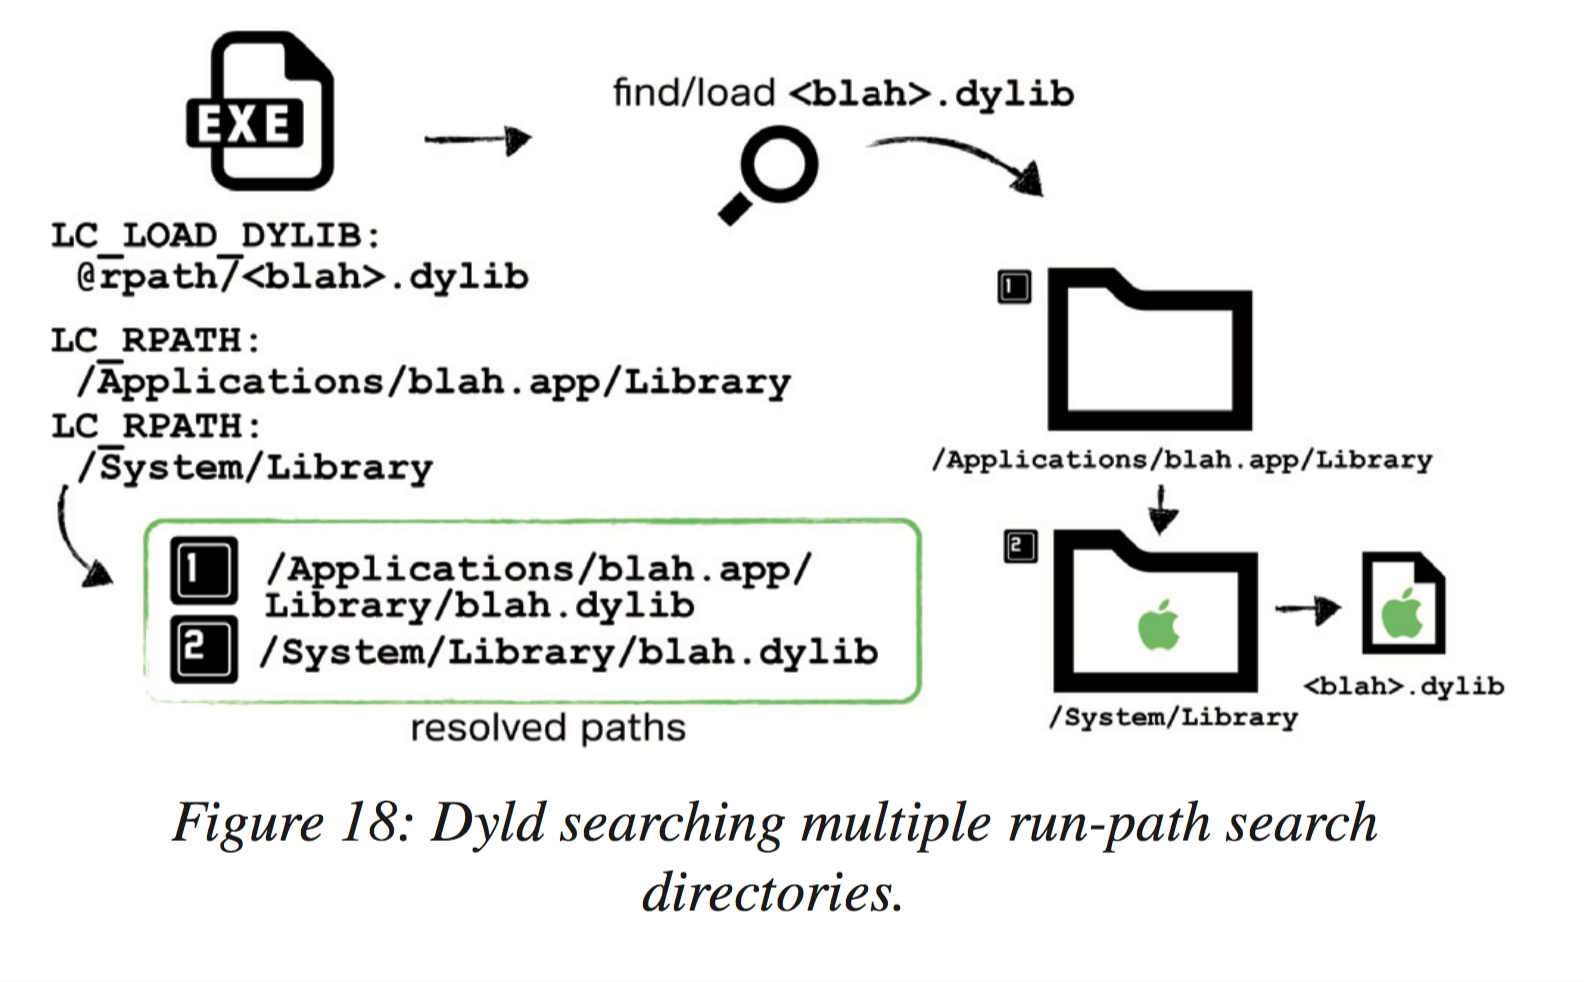 EXE
find/load <blah>.dylib
LC_LOAD_DYLIB:
@rpath/<blah>.dylib
LC_RPATH:
/Applications/blah.app/Library
LC_RPATH:
/System/Library
1 /Applications/blah.app/
Library/blah.dylib
2 /System/Library/blah.dylib
resolved paths
1
/Applications/blah.app/Library
2
/System/Library
<blah>.dylib
Figure 18: Dyld searching multiple run-path search
directories.